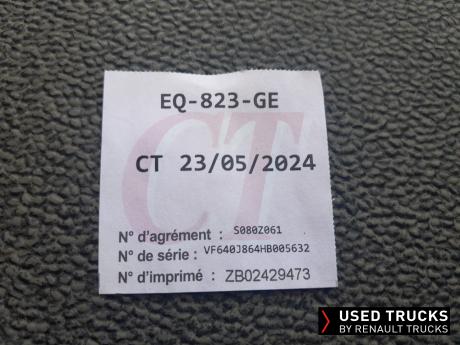 EQ-823-GE
CT
CT 23/05/2024
N° d'agrément : S080Z061
N° de série : VF640J864HB005632
N° d'imprimé : ZB02429473
USED TRUCKS
BY RENAULT TRUCKS